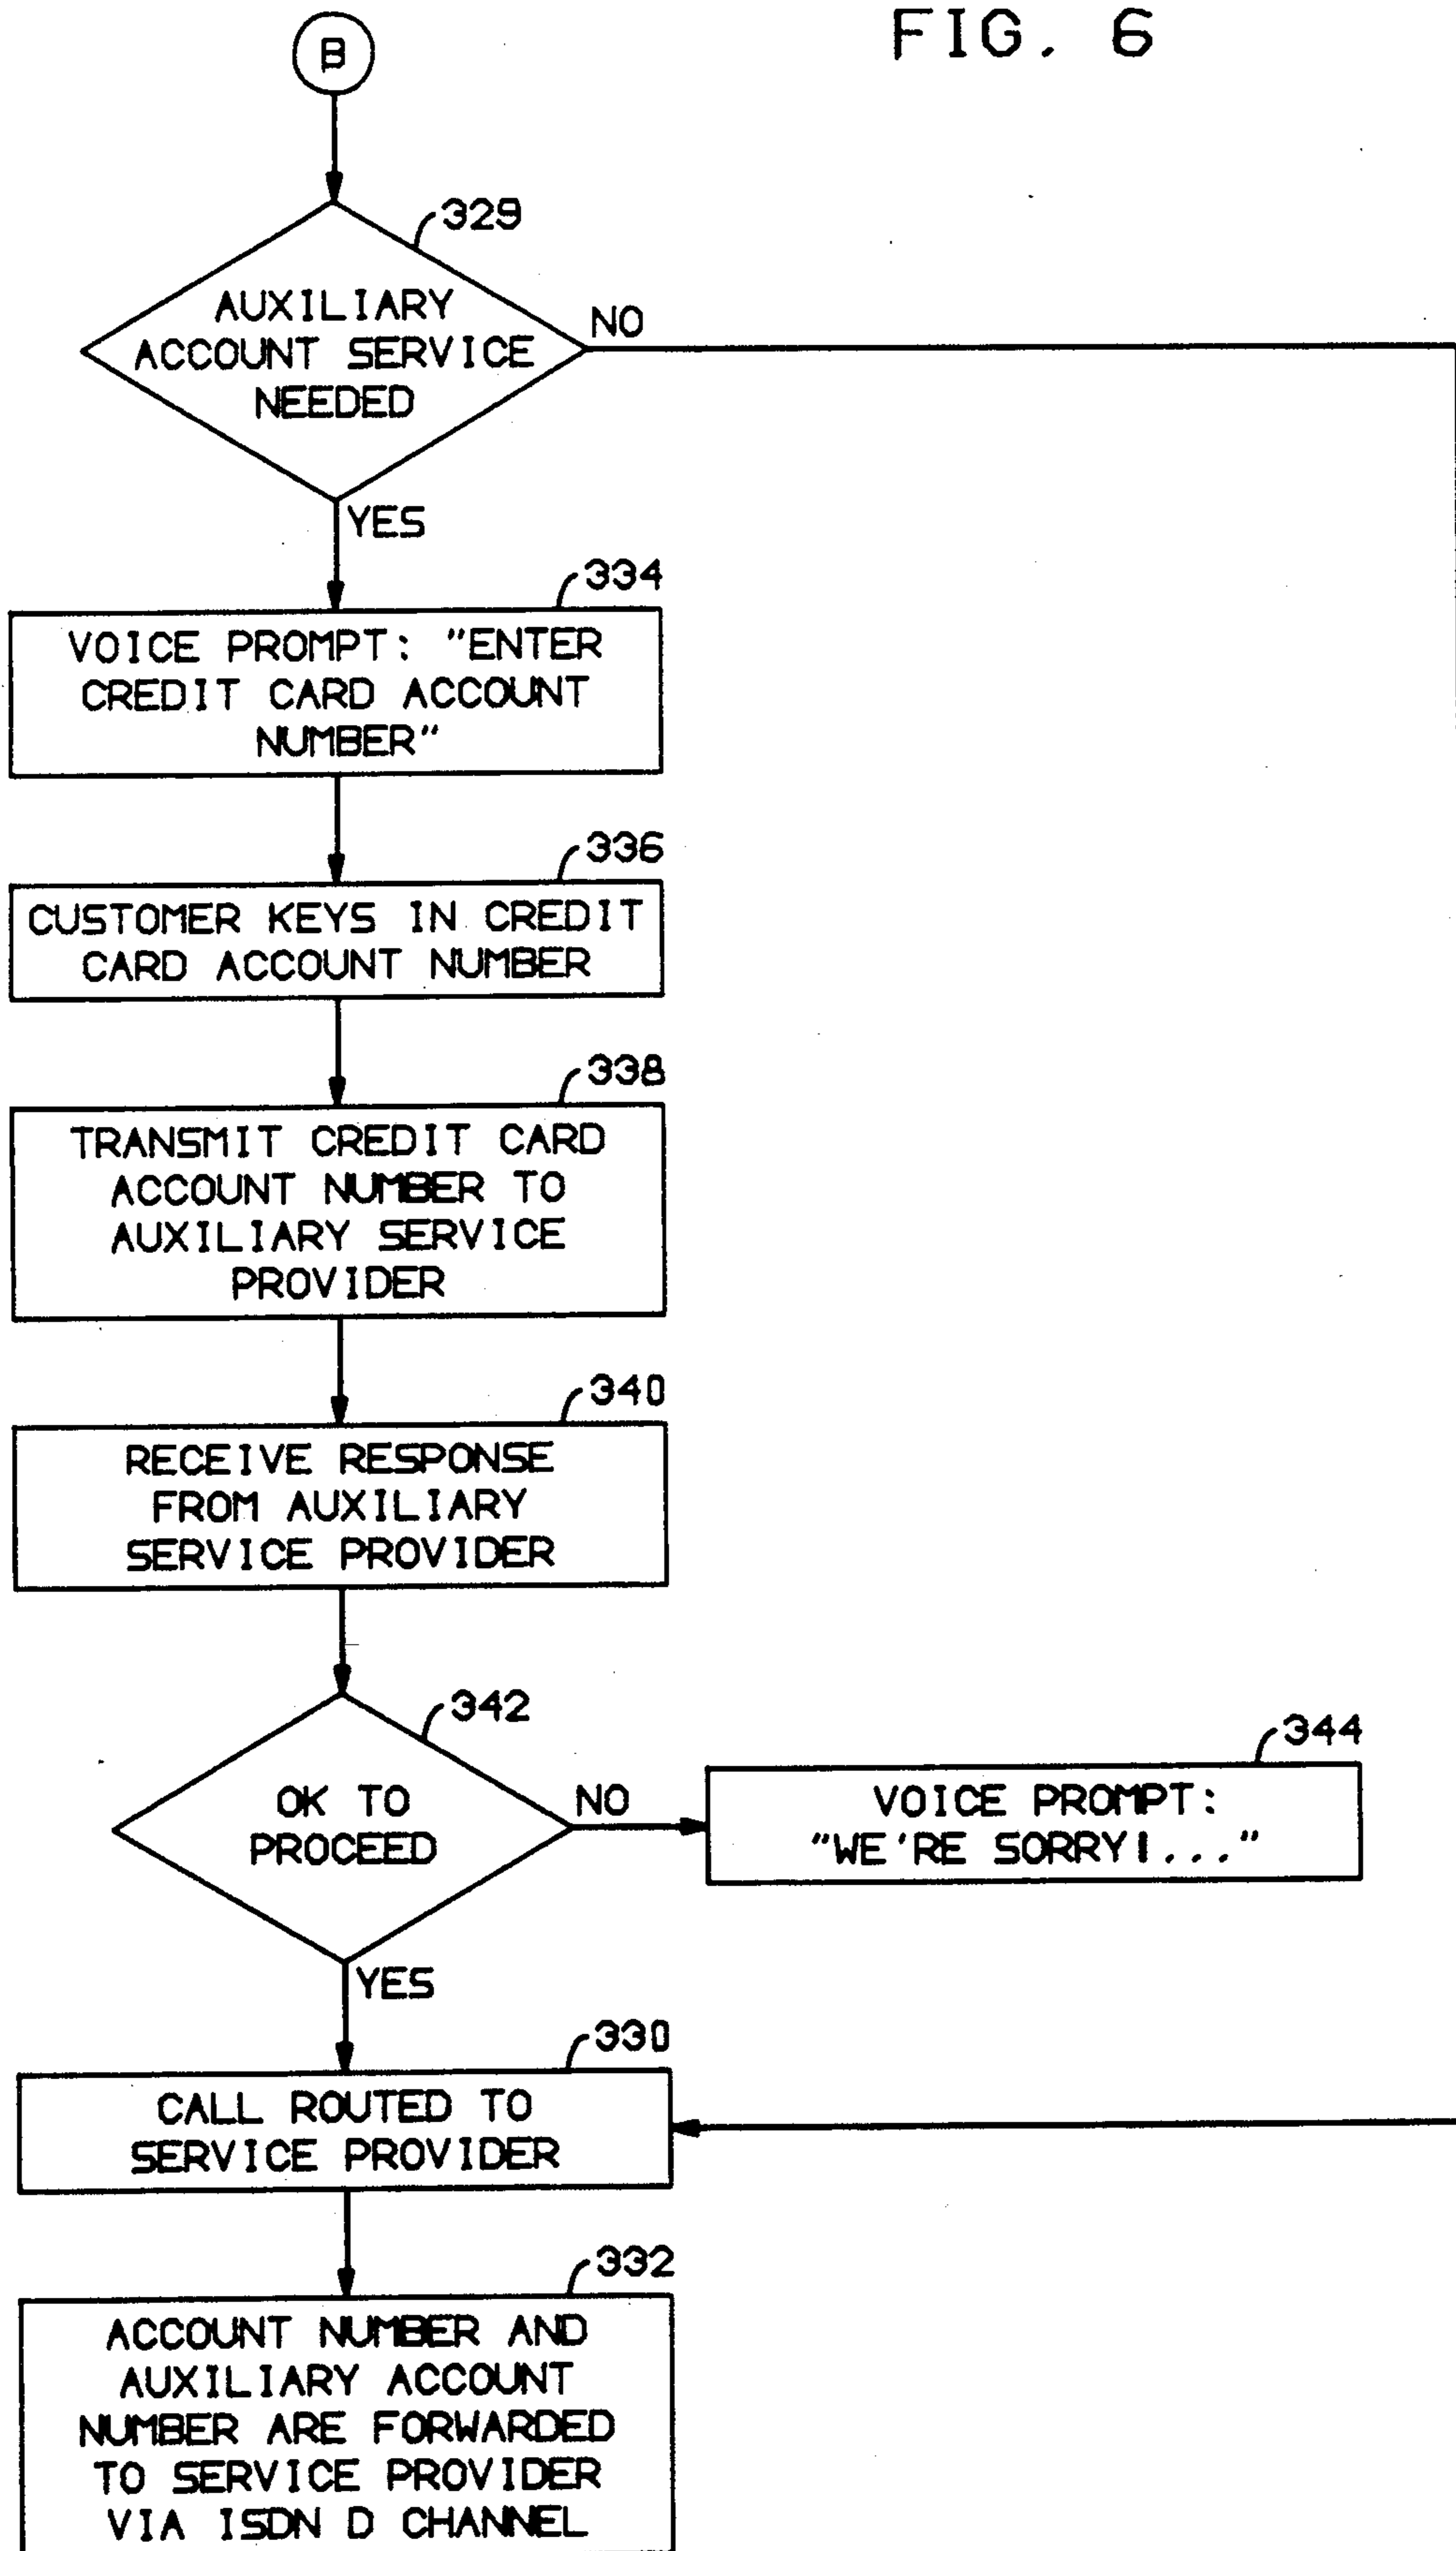 FIG. 6
B
329
AUXILIARY
ACCOUNT SERVICE
NEEDED
NO
YES
334
VOICE PROMPT: "ENTER
CREDIT CARD ACCOUNT
NUMBER"
336
CUSTOMER KEYS IN CREDIT
CARD ACCOUNT NUMBER
338
TRANSMIT CREDIT CARD
ACCOUNT NUMBER TO
AUXILIARY SERVICE
PROVIDER
340
RECEIVE RESPONSE
FROM AUXILIARY
SERVICE PROVIDER
342
OK TO
PROCEED
NO
344
VOICE PROMPT:
"WE'RE SORRY!..."
YES
330
CALL ROUTED TO
SERVICE PROVIDER
332
ACCOUNT NUMBER AND
AUXILIARY ACCOUNT
NUMBER ARE FORWARDED
TO SERVICE PROVIDER
VIA ISDN D CHANNEL